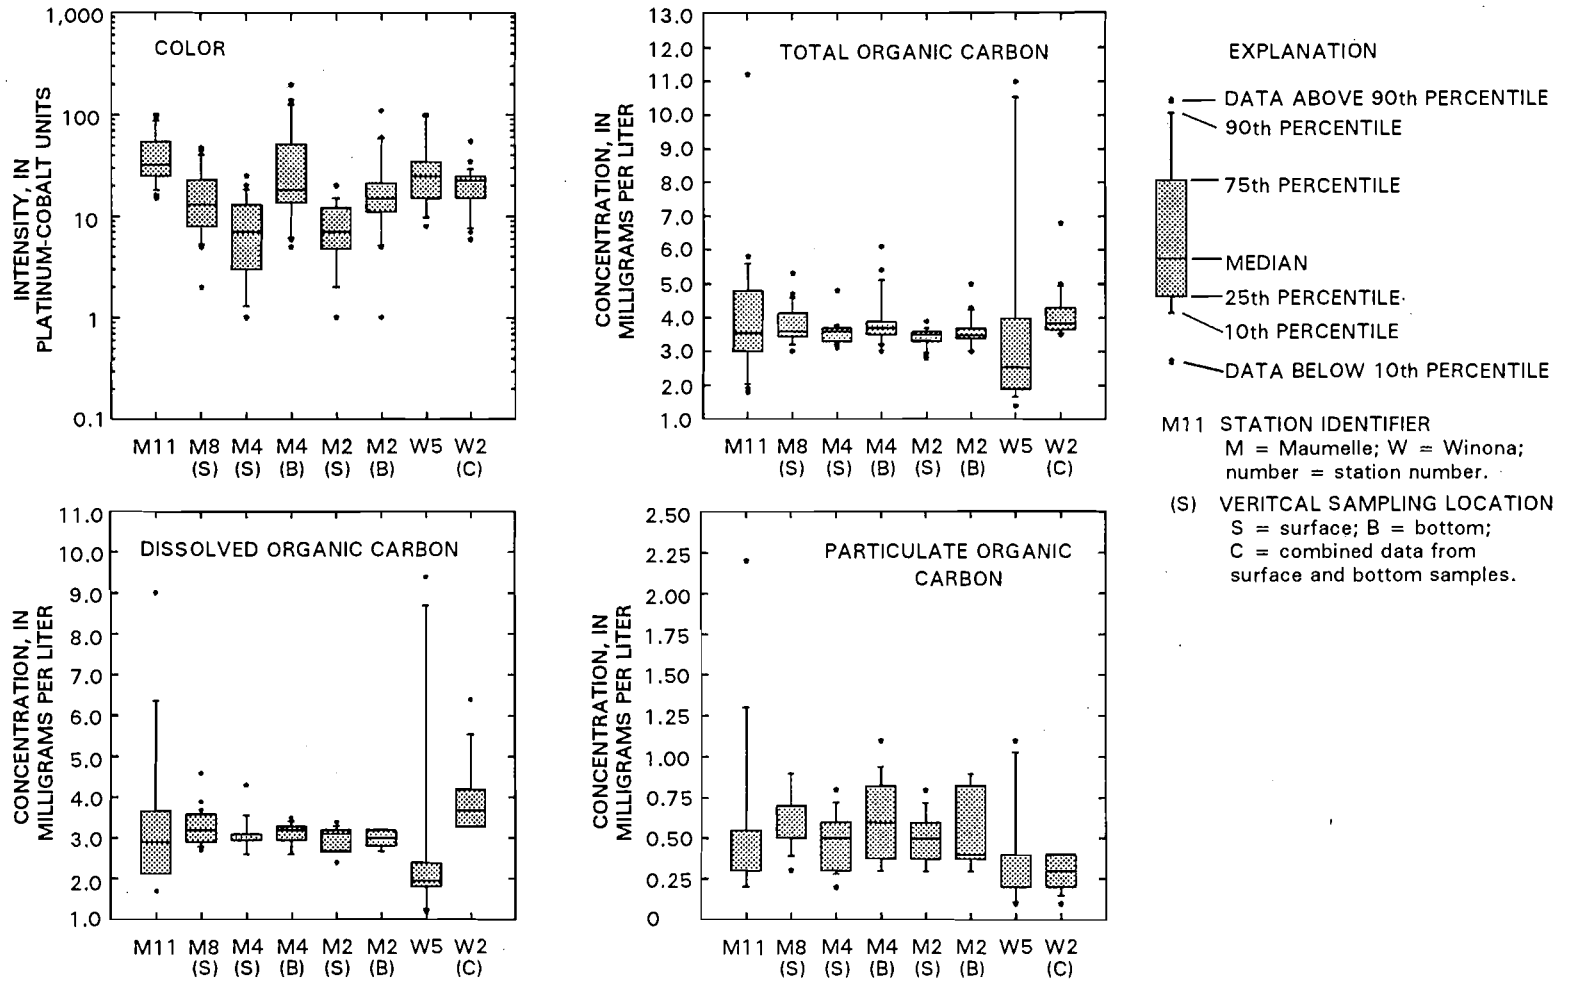 COLOR
INTENSITY, IN
PLATINUM-COBALT UNITS
1,000
100
10
1
0.1
M11 M8 M4 M4 M2 M2 W5 W2
(S) (S) (B) (S) (B) (C)
TOTAL ORGANIC CARBON
CONCENTRATION, IN
MILLIGRAMS PER LITER
13.0
12.0
11.0
10.0
9.0
8.0
7.0
6.0
5.0
4.0
3.0
2.0
1.0
M11 M8 M4 M4 M2 M2 W5 W2
(S) (S) (B) (S) (B) (C)
EXPLANATION
DATA ABOVE 90th PERCENTILE
90th PERCENTILE
75th PERCENTILE
MEDIAN
25th PERCENTILE
10th PERCENTILE
DATA BELOW 10th PERCENTILE
M11 STATION IDENTIFIER
M = Maumelle; W = Winona;
number = station number.
(S) VERITCAL SAMPLING LOCATION
S = surface; B = bottom;
C = combined data from
surface and bottom samples.
DISSOLVED ORGANIC CARBON
CONCENTRATION, IN
MILLIGRAMS PER LITER
11.0
10.0
9.0
8.0
7.0
6.0
5.0
4.0
3.0
2.0
1.0
M11 M8 M4 M4 M2 M2 W5 W2
(S) (S) (B) (S) (B) (C)
PARTICULATE ORGANIC
CARBON
CONCENTRATION, IN
MILLIGRAMS PER LITER
2.50
2.25
2.00
1.75
1.50
1.25
1.00
0.75
0.50
0.25
0
M11 M8 M4 M4 M2 M2 W5 W2
(S) (S) (B) (S) (B) (C)